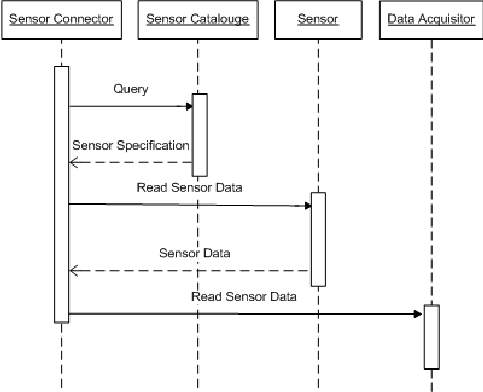 Sensor Connector
Sensor Catalouge
Sensor
Data Acquisitor
Query
Sensor Specification
Read Sensor Data
Sensor Data
Read Sensor Data